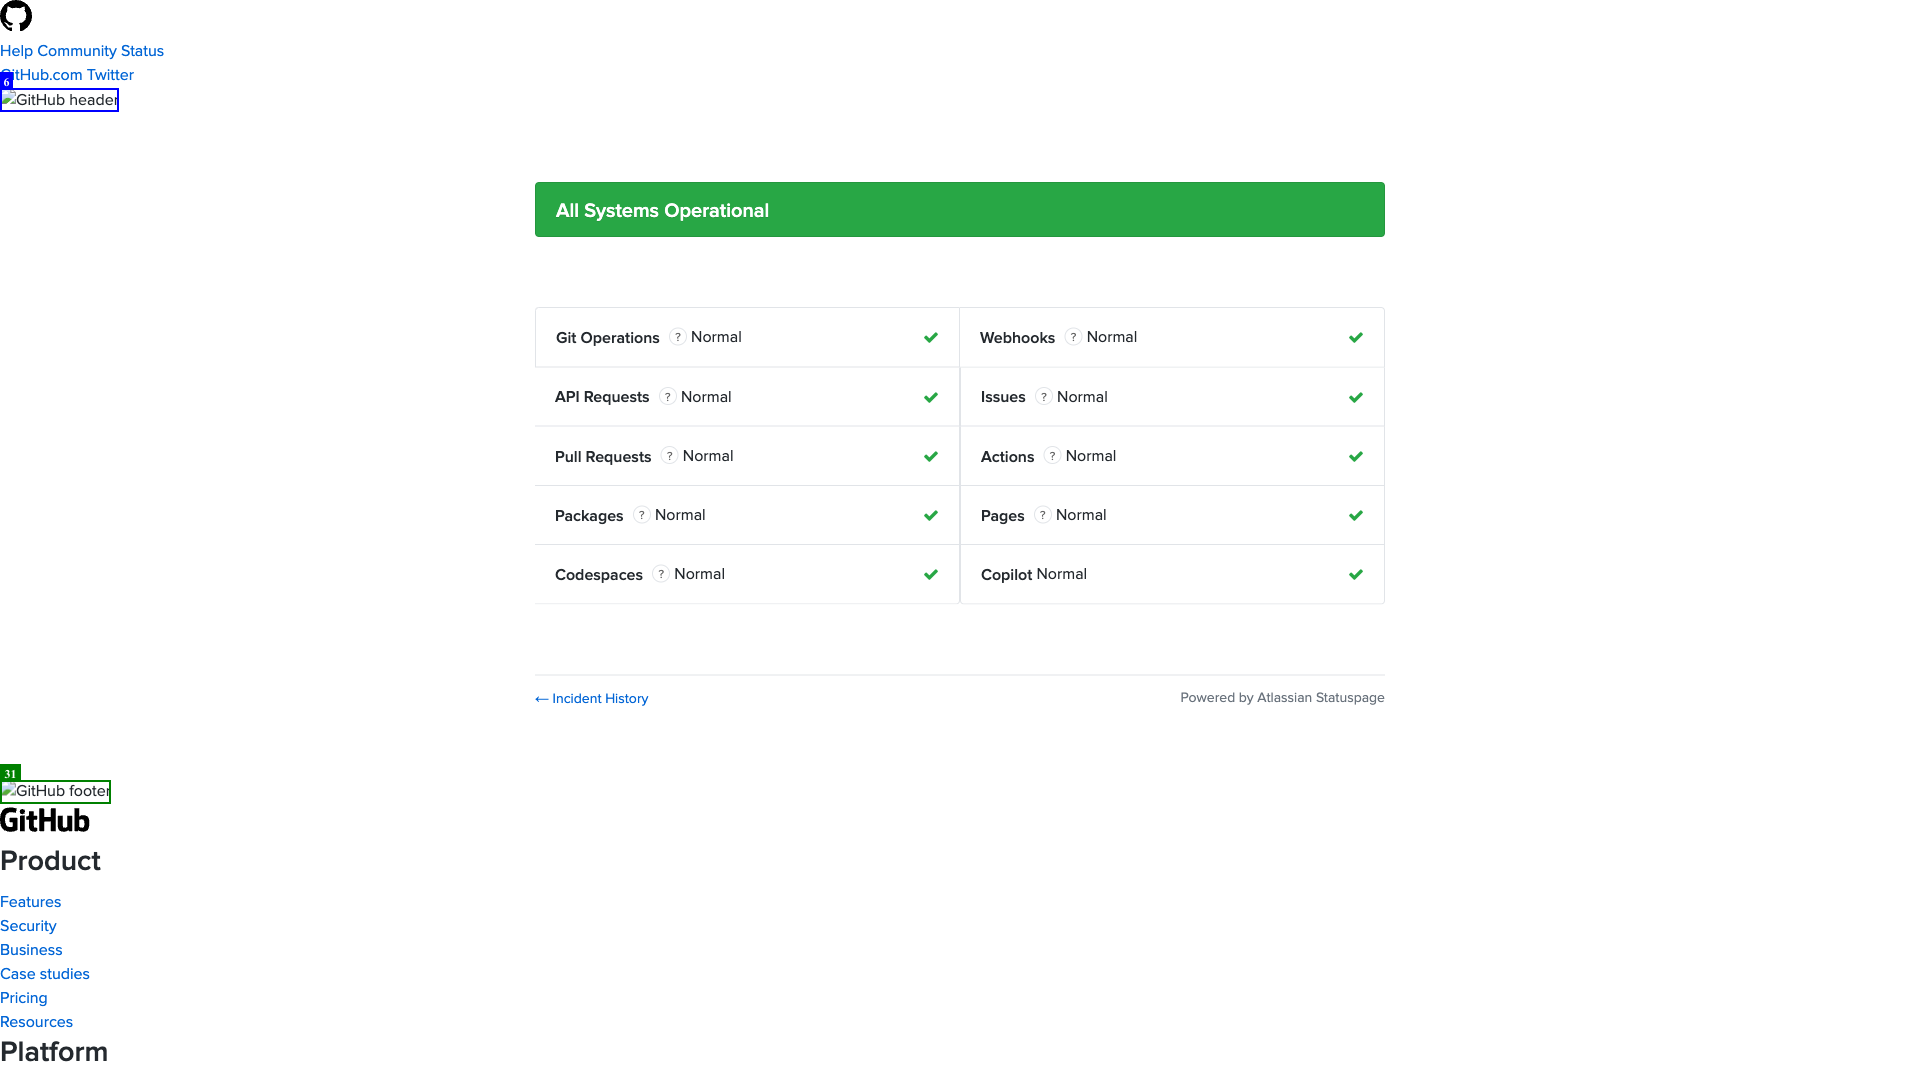 Help Community Status
GitHub.com Twitter
6
GitHub header
All Systems Operational
Git Operations ? Normal
Webhooks ? Normal
API Requests ? Normal
Issues ? Normal
Pull Requests ? Normal
Actions ? Normal
Packages ? Normal
Pages ? Normal
Codespaces ? Normal
Copilot Normal
← Incident History
Powered by Atlassian Statuspage
31
GitHub footer
GitHub
Product
Features
Security
Business
Case studies
Pricing
Resources
Platform